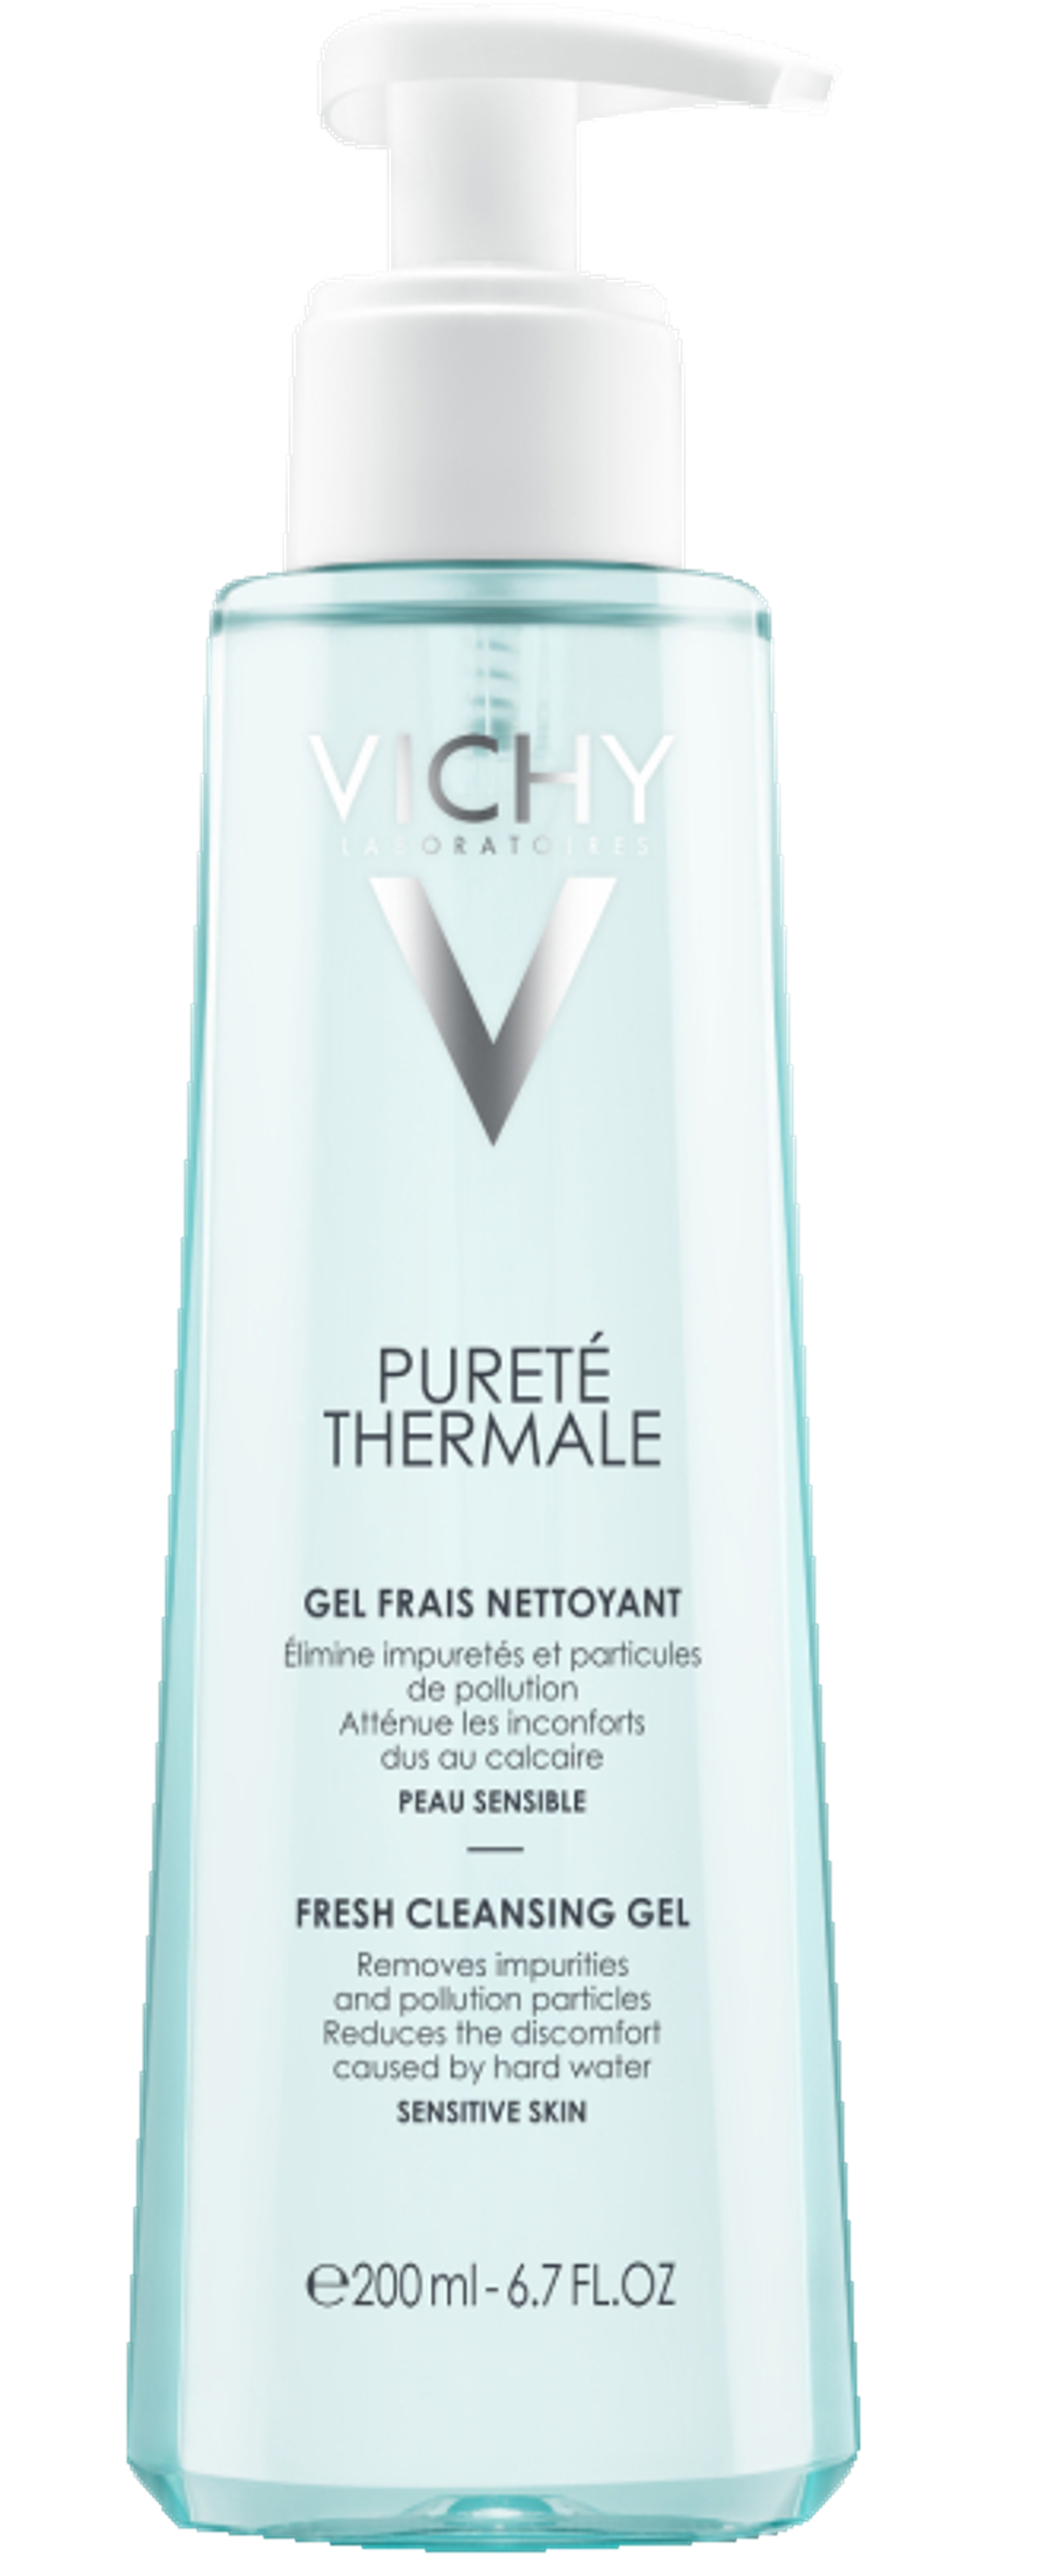 VICHY
LABORATOIRES
V
PURETÉ
THERMALE
GEL FRAIS NETTOYANT
Élimine impuretés et particules
de pollution
Atténue les inconforts
dus au calcaire
PEAU SENSIBLE
FRESH CLEANSING GEL
Removes impurities
and pollution particles
Reduces the discomfort
caused by hard water
SENSITIVE SKIN
℮200 ml - 6.7 FL.OZ